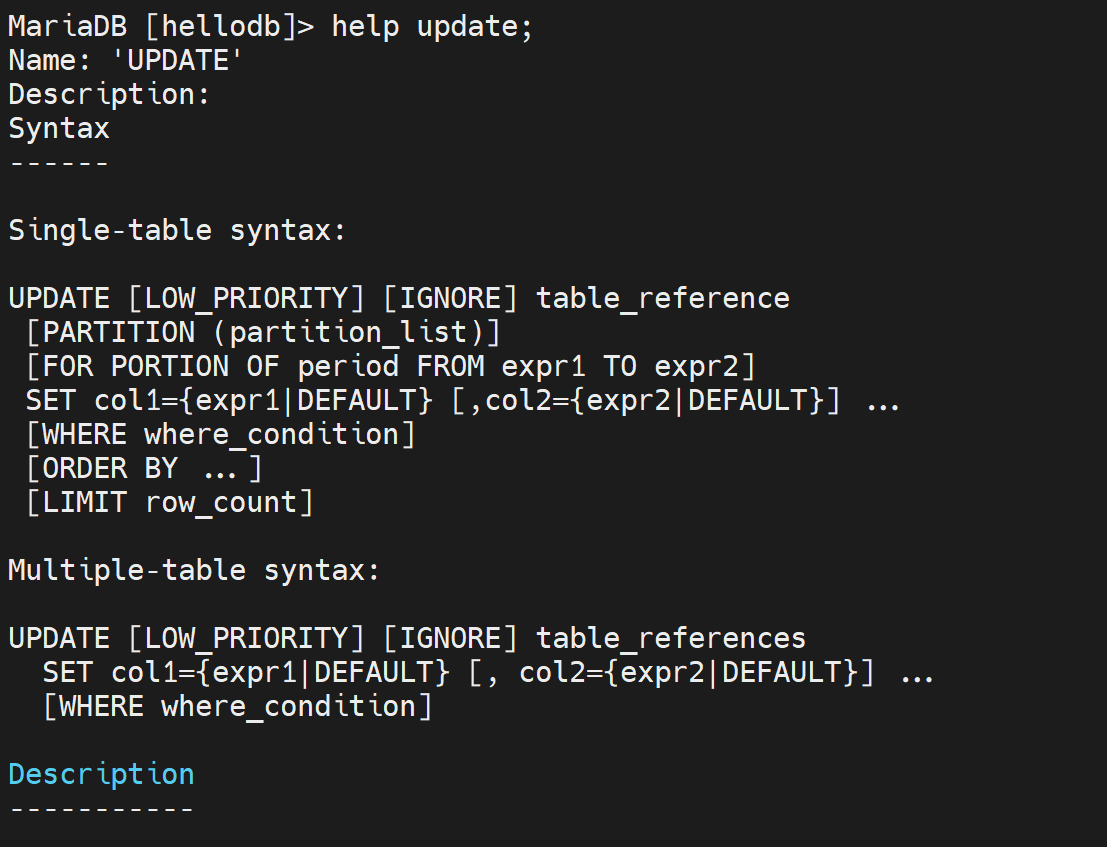 MariaDB [hellodb]> help update;
Name: 'UPDATE'
Description:
Syntax
------
Single-table syntax:
UPDATE [LOW_PRIORITY] [IGNORE] table_reference
[PARTITION (partition_list)]
[FOR PORTION OF period FROM expr1 TO expr2]
SET col1={expr1|DEFAULT} [,col2={expr2|DEFAULT}] ...
[WHERE where_condition]
[ORDER BY ...]
[LIMIT row_count]
Multiple-table syntax:
UPDATE [LOW_PRIORITY] [IGNORE] table_references
SET col1={expr1|DEFAULT} [, col2={expr2|DEFAULT}] ...
[WHERE where_condition]
Description
-----------